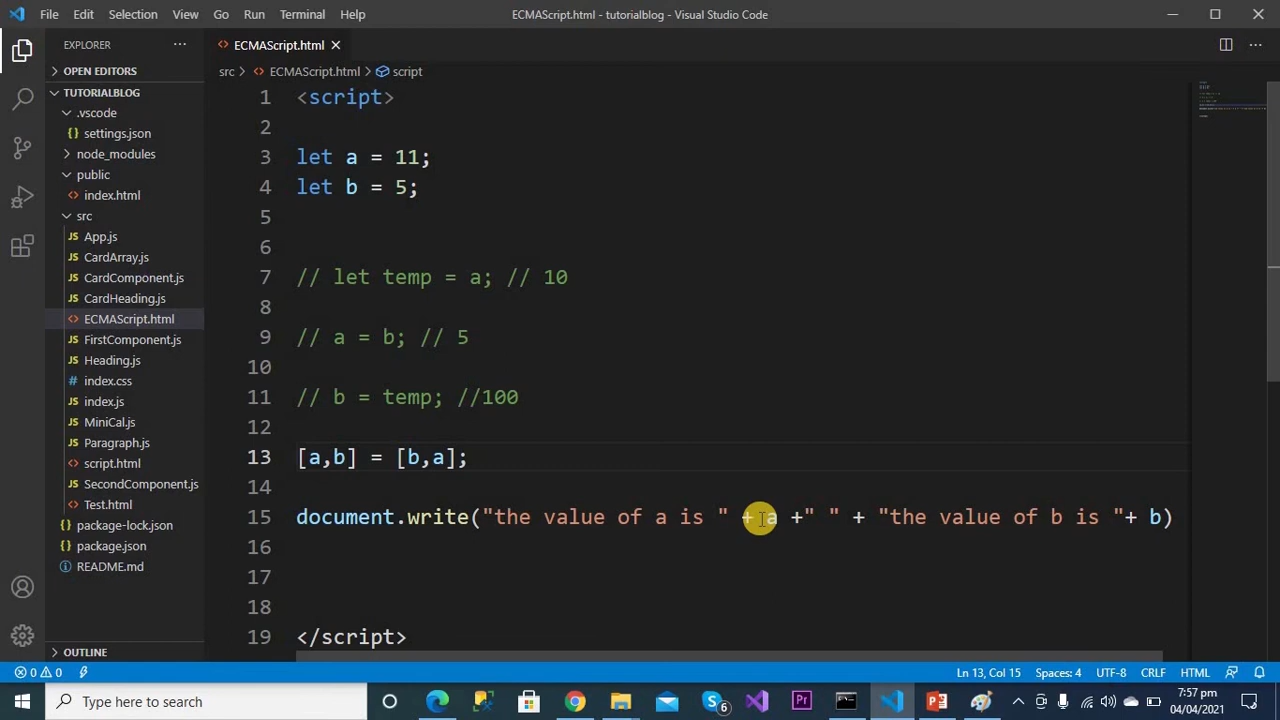 File Edit Selection View Go Run Terminal Help
ECMAScript.html - tutorialblog - Visual Studio Code
EXPLORER
OPEN EDITORS
TUTORIALBLOG
.vscode
settings.json
node_modules
public
index.html
src
App.js
CardArray.js
CardComponent.js
CardHeading.js
ECMAScript.html
FirstComponent.js
Heading.js
index.css
index.js
MiniCal.js
Paragraph.js
script.html
SecondComponent.js
Test.html
package-lock.json
package.json
README.md
OUTLINE
ECMAScript.html
src > ECMAScript.html > script
1 <script>
2
3 let a = 11;
4 let b = 5;
5
6
7 // let temp = a; // 10
8
9 // a = b; // 5
10
11 // b = temp; //100
12
13 [a,b] = [b,a];
14
15 document.write("the value of a is " + a +" " + "the value of b is "+ b)
16
17
18
19 </script>
0 0
Ln 13, Col 15 Spaces: 4 UTF-8 CRLF HTML
Type here to search
6
Pr
7:57 pm
04/04/2021